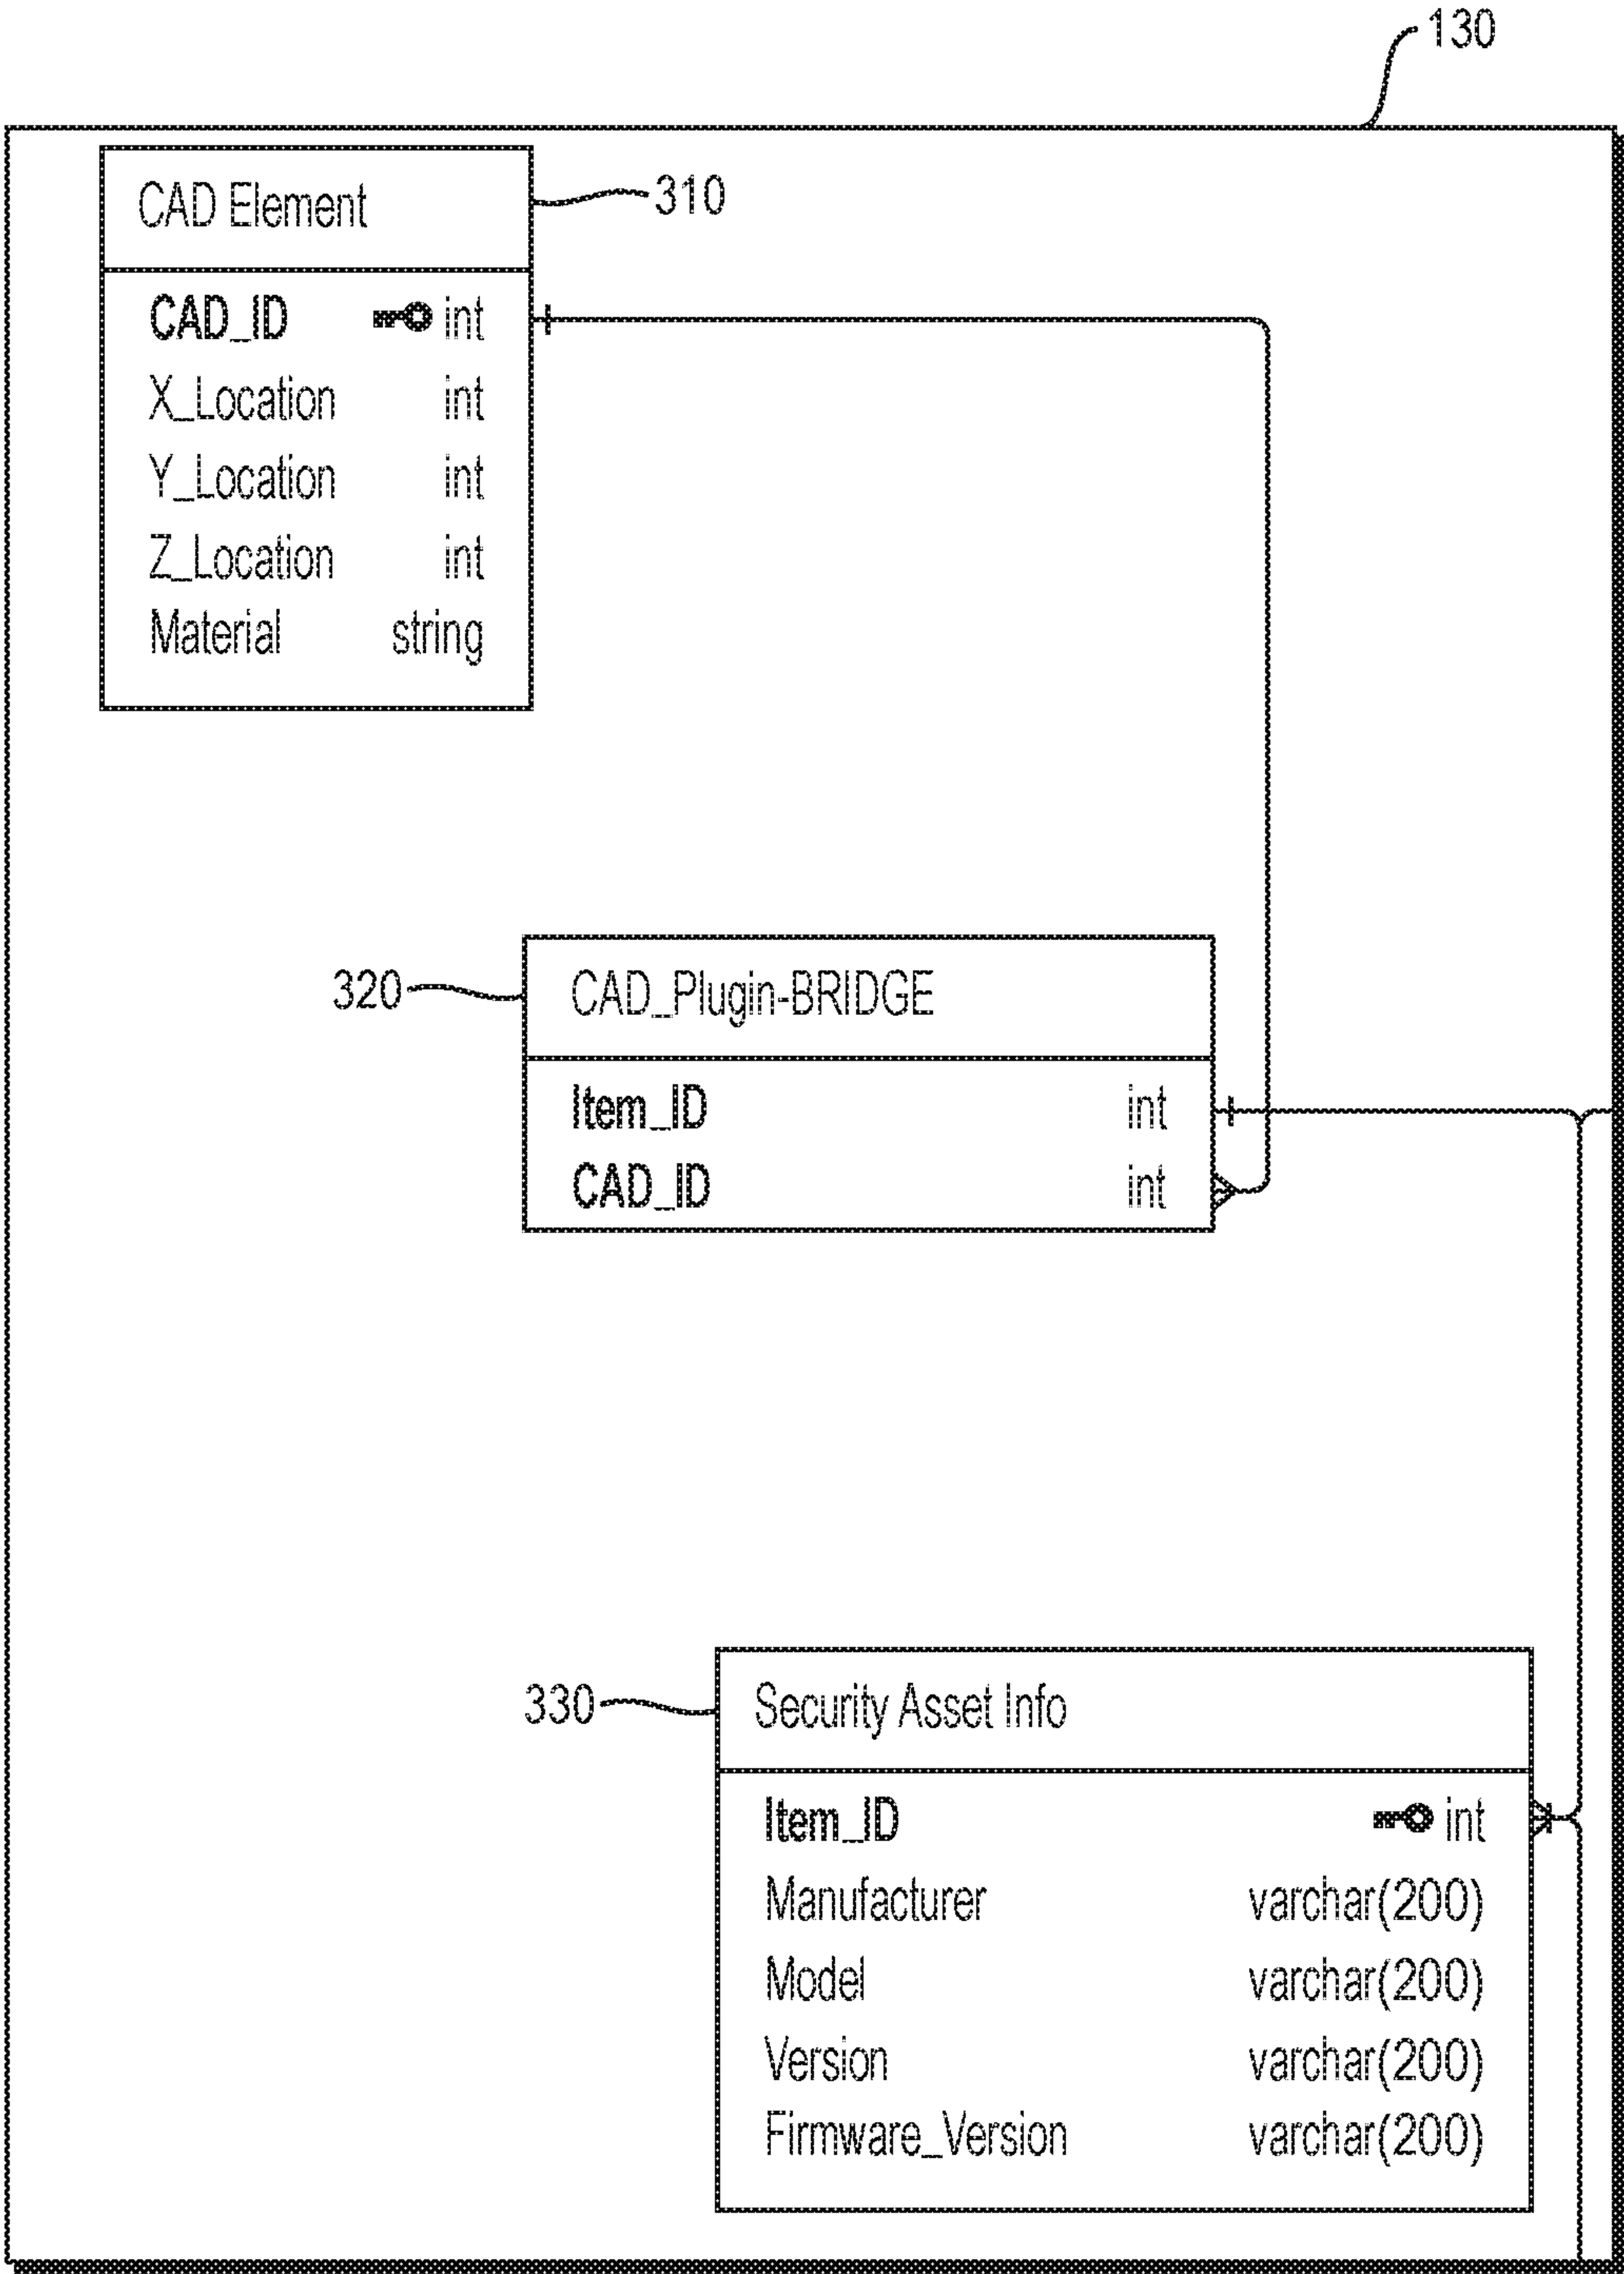 130
CAD Element
310
CAD_ID int
X_Location int
Y_Location int
Z_Location int
Material string
320
CAD_Plugin-BRIDGE
Item_ID int
CAD_ID int
330
Security Asset Info
Item_ID int
Manufacturer varchar(200)
Model varchar(200)
Version varchar(200)
Firmware_Version varchar(200)